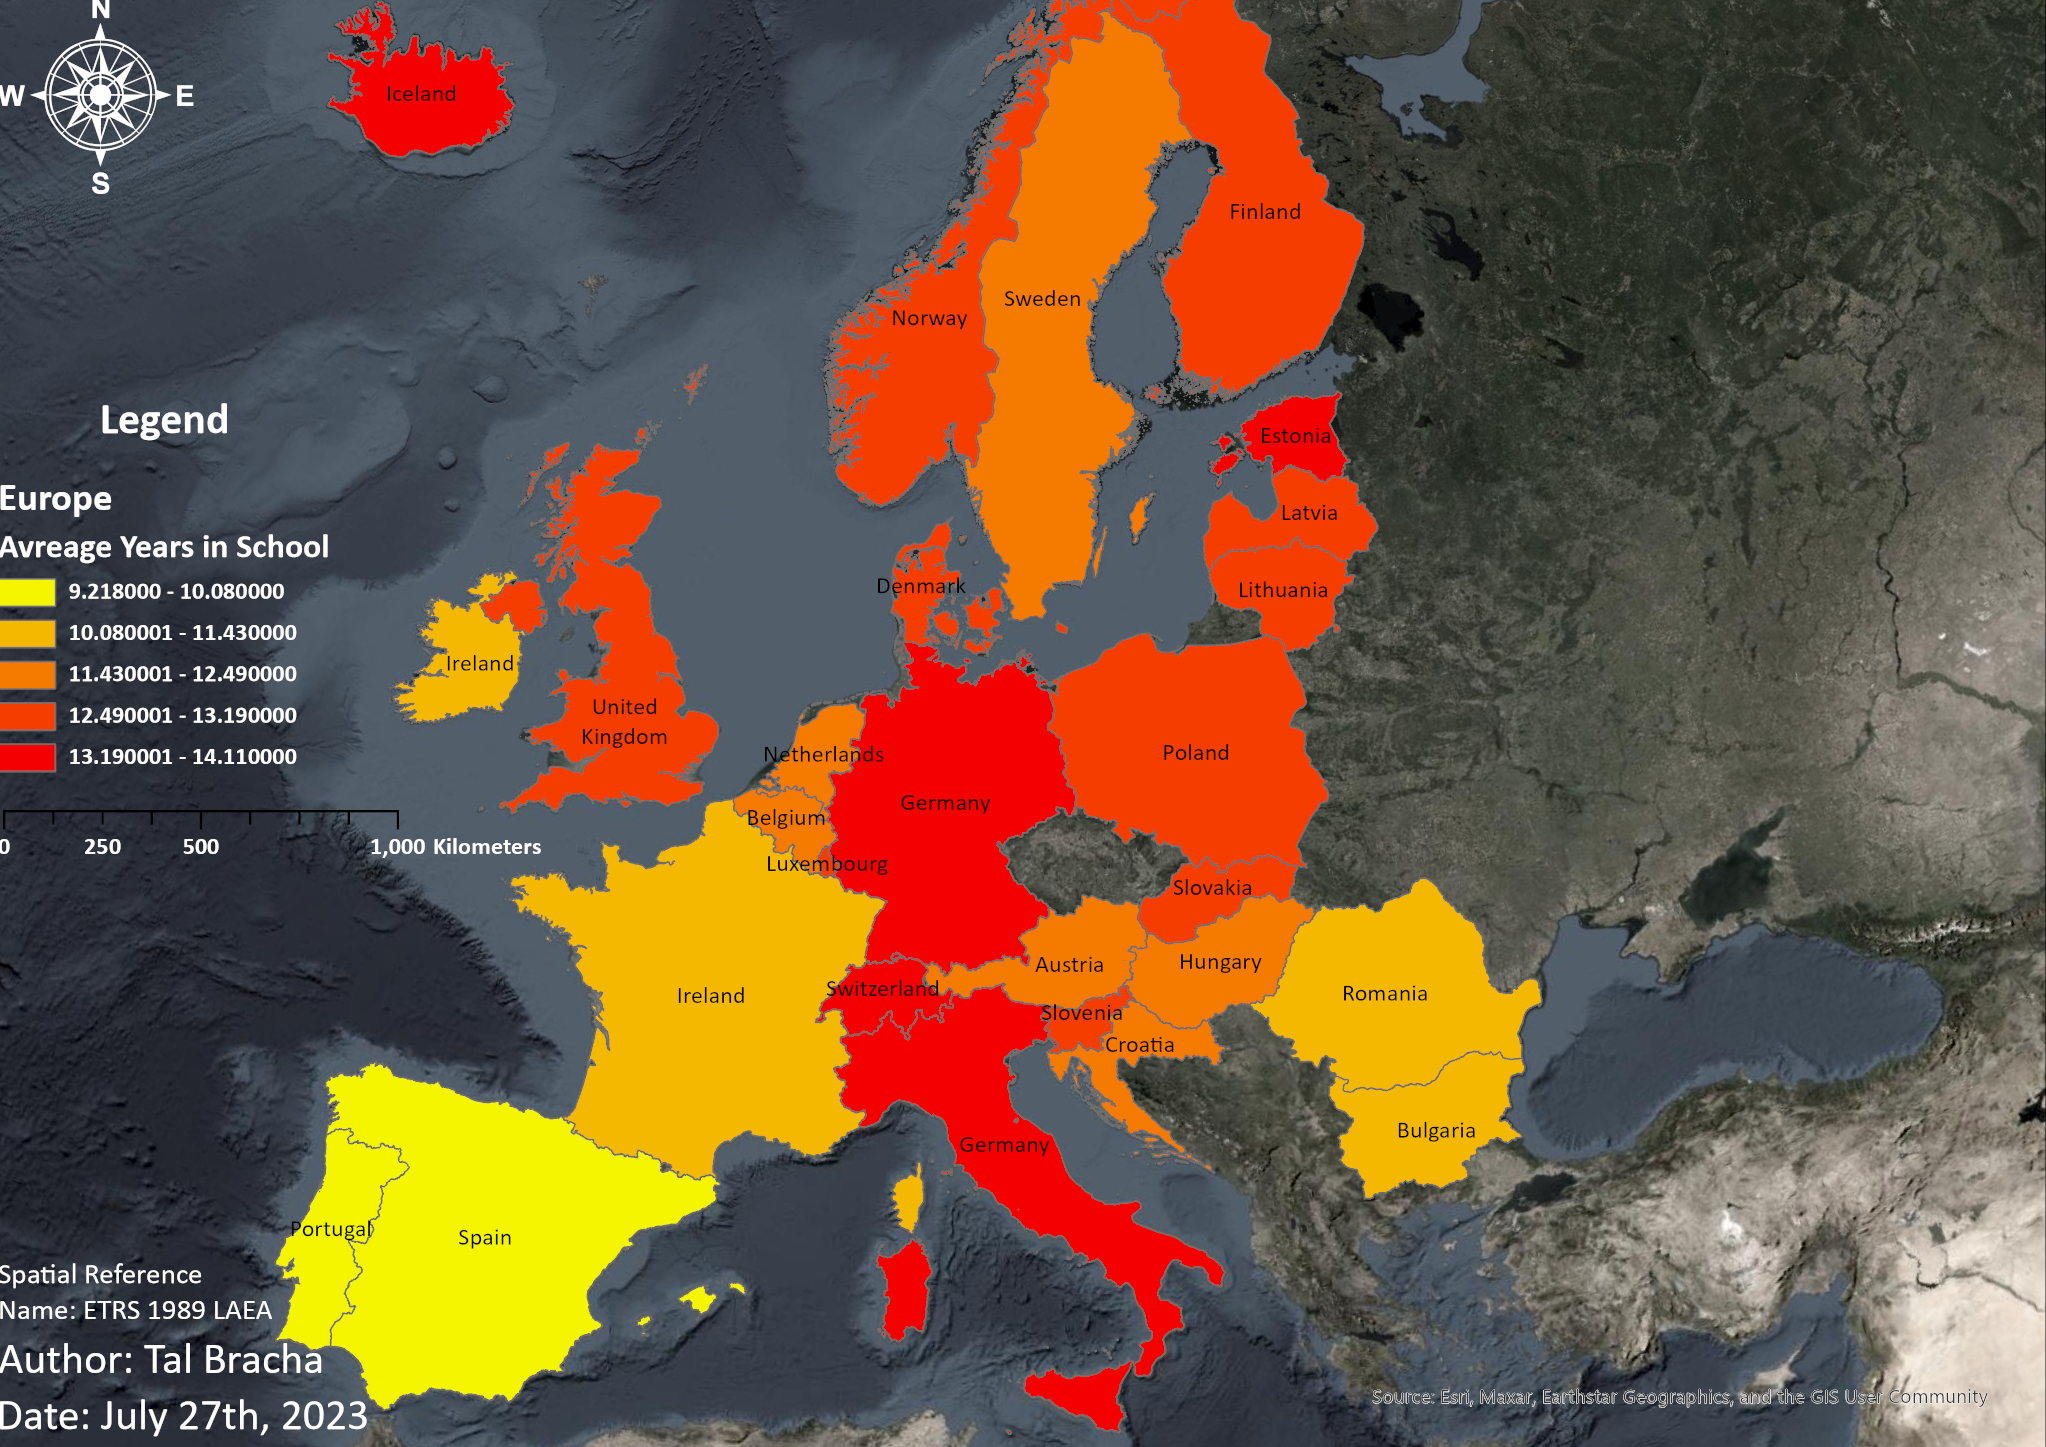 N
W E
S
Iceland
Finland
Sweden
Norway
Legend
Estonia
Europe
Latvia
Avreage Years in School
Denmark
Lithuania
9.218000 - 10.080000
10.080001 - 11.430000
Ireland
11.430001 - 12.490000
United
Kingdom
12.490001 - 13.190000
Netherlands
Poland
13.190001 - 14.110000
Germany
Belgium
0 250 500 1,000 Kilometers
Luxembourg
Slovakia
Austria
Hungary
Switzerland
Ireland
Romania
Slovenia
Croatia
Bulgaria
Germany
Portugal
Spain
Spatial Reference
Name: ETRS 1989 LAEA
Author: Tal Bracha
Source: Esri, Maxar, Earthstar Geographics, and the GIS User Community
Date: July 27th, 2023